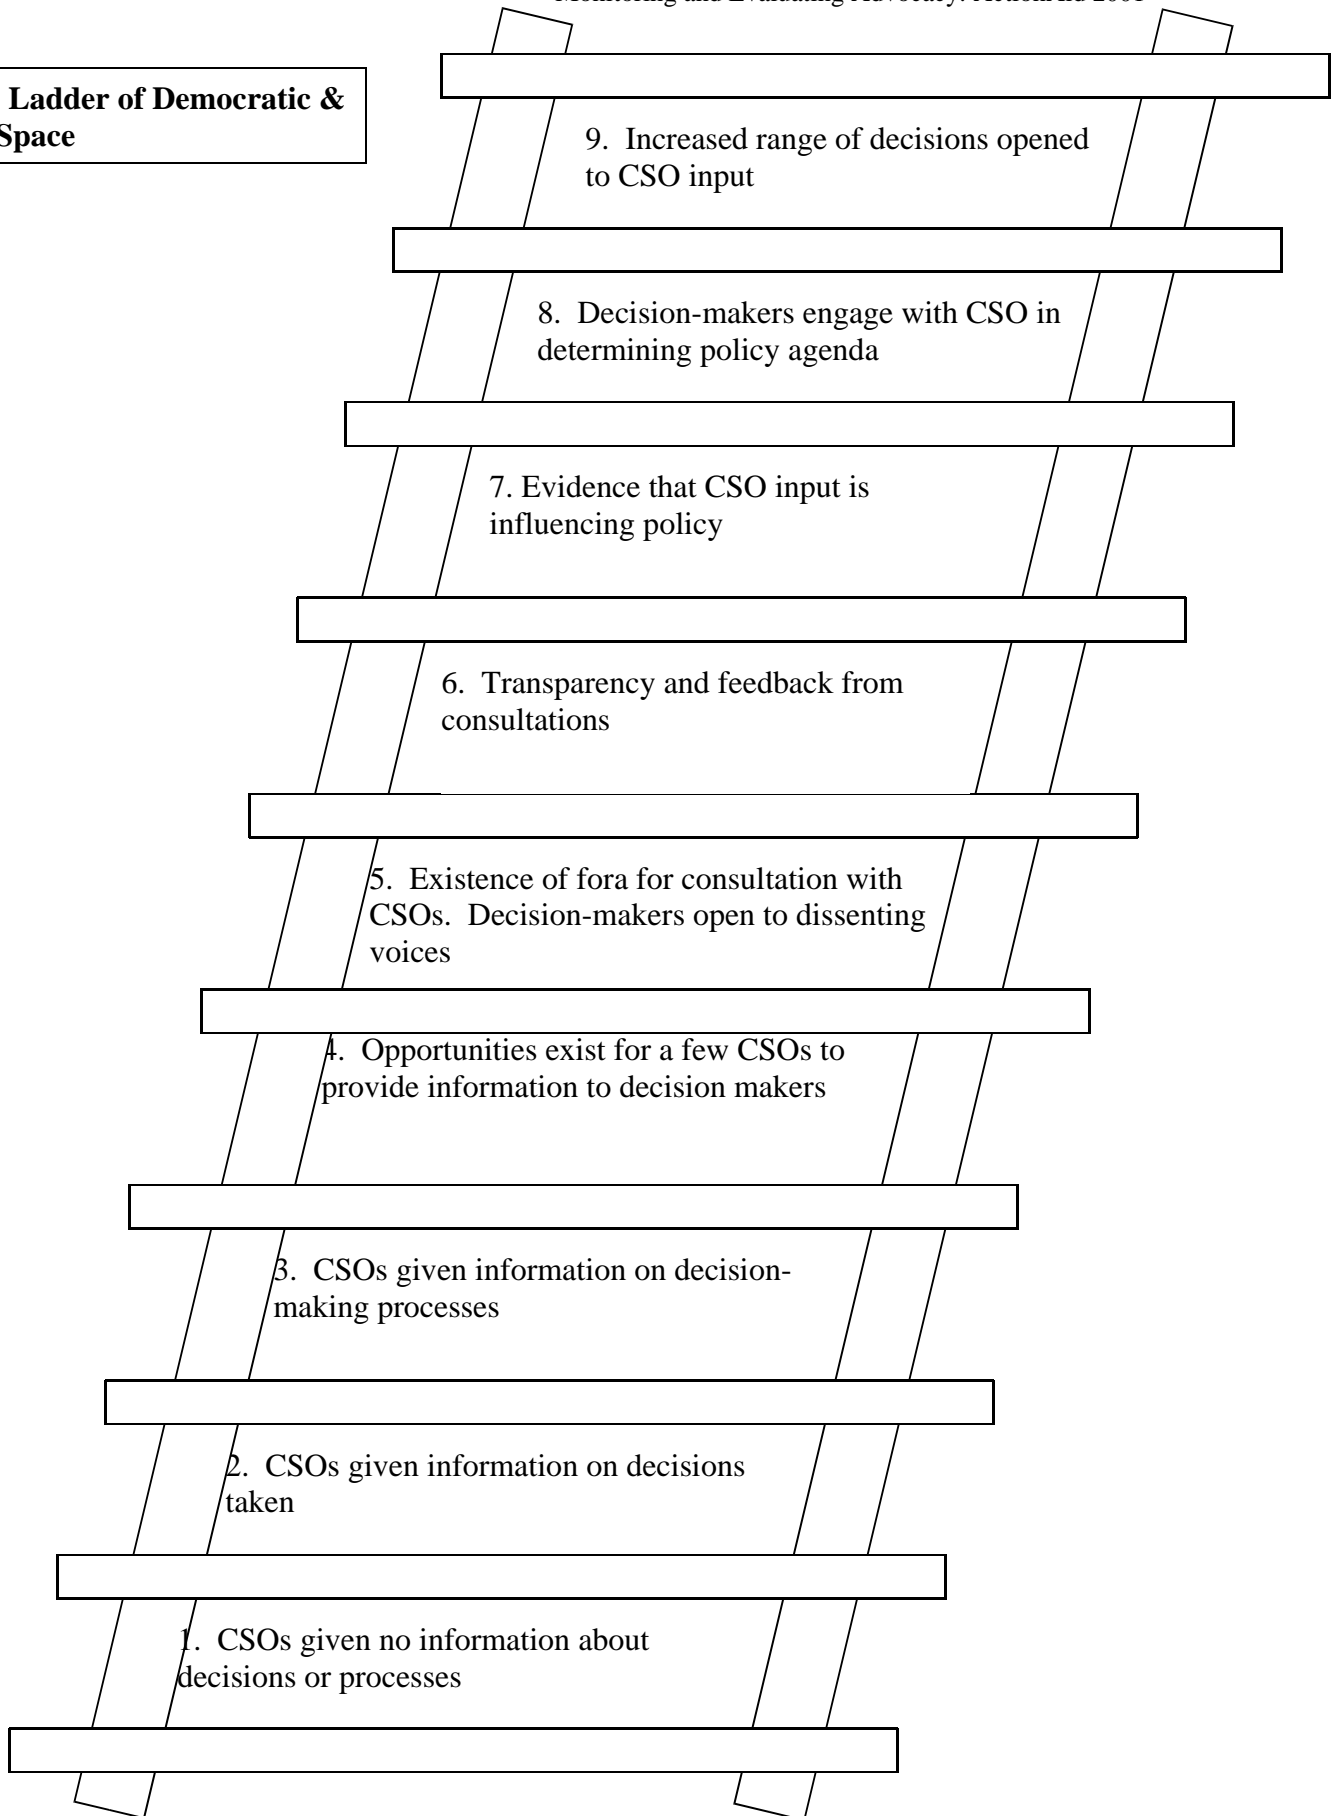 Monitoring and Evaluating Advocacy: ActionAid 2001
Ladder of Democratic &
Space
9. Increased range of decisions opened
to CSO input
8. Decision-makers engage with CSO in
determining policy agenda
7. Evidence that CSO input is
influencing policy
6. Transparency and feedback from
consultations
5. Existence of fora for consultation with
CSOs. Decision-makers open to dissenting
voices
4. Opportunities exist for a few CSOs to
provide information to decision makers
3. CSOs given information on decision-
making processes
2. CSOs given information on decisions
taken
1. CSOs given no information about
decisions or processes